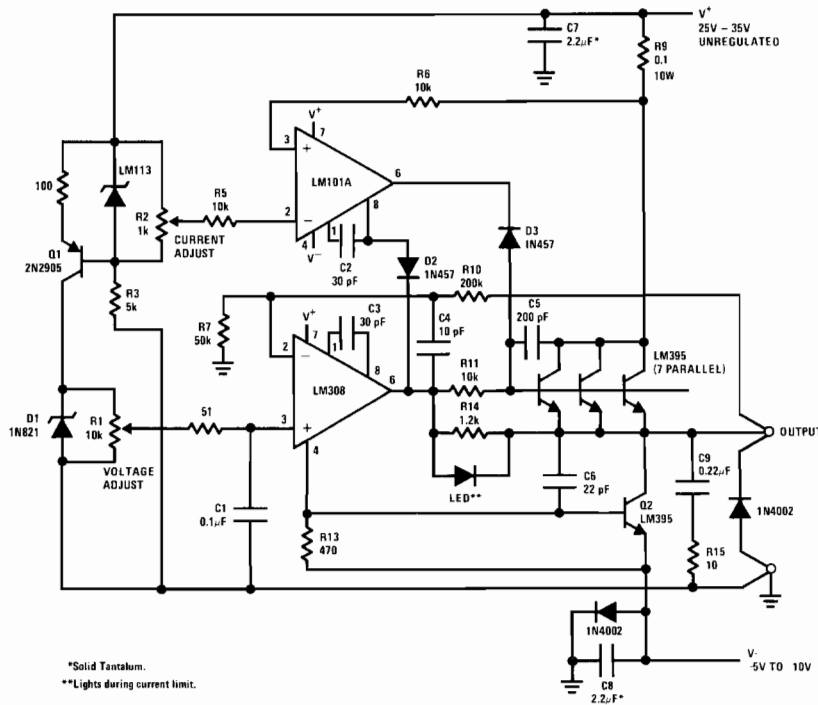 V+
25V – 35V
UNREGULATED
C7
2.2µF*
R9
0.1
10W
R6
10k
V+
7
3
+
LM101A
6
8
2
–
1
4
V–
C2
30 pF
LM113
100
R2
1k
R5
10k
CURRENT
ADJUST
Q1
2N2905
R3
5k
D2
1N457
D3
1N457
R10
200k
C5
200 pF
C4
10 pF
C3
30 pF
R7
50k
V+
7
1
8
2
–
LM308
6
3
+
4
R11
10k
R14
1.2k
LM395
(7 PARALLEL)
D1
1N821
R1
10k
51
VOLTAGE
ADJUST
C1
0.1µF
LED**
C6
22 pF
OUTPUT
C9
0.22µF
1N4002
Q2
LM395
R13
470
R15
10
1N4002
C8
2.2µF*
V-
-5V TO 10V
*Solid Tantalum.
**Lights during current limit.